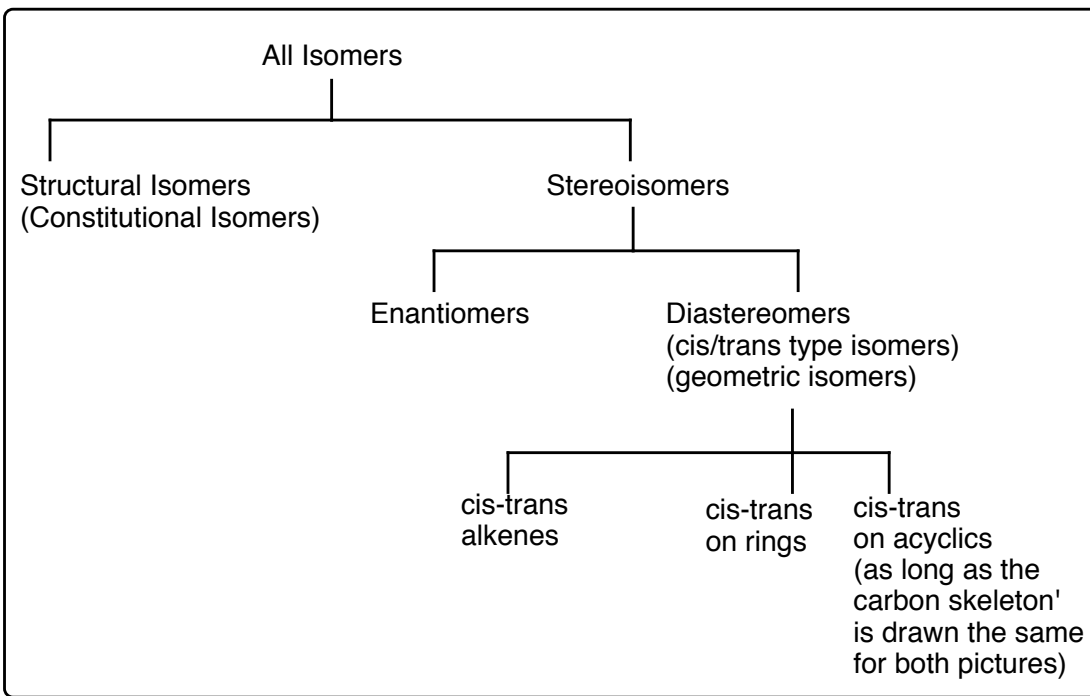 All Isomers
Structural Isomers
(Constitutional Isomers)
Stereoisomers
Enantiomers
Diastereomers
(cis/trans type isomers)
(geometric isomers)
cis-trans
alkenes
cis-trans
on rings
cis-trans
on acyclics
(as long as the
carbon skeleton'
is drawn the same
for both pictures)